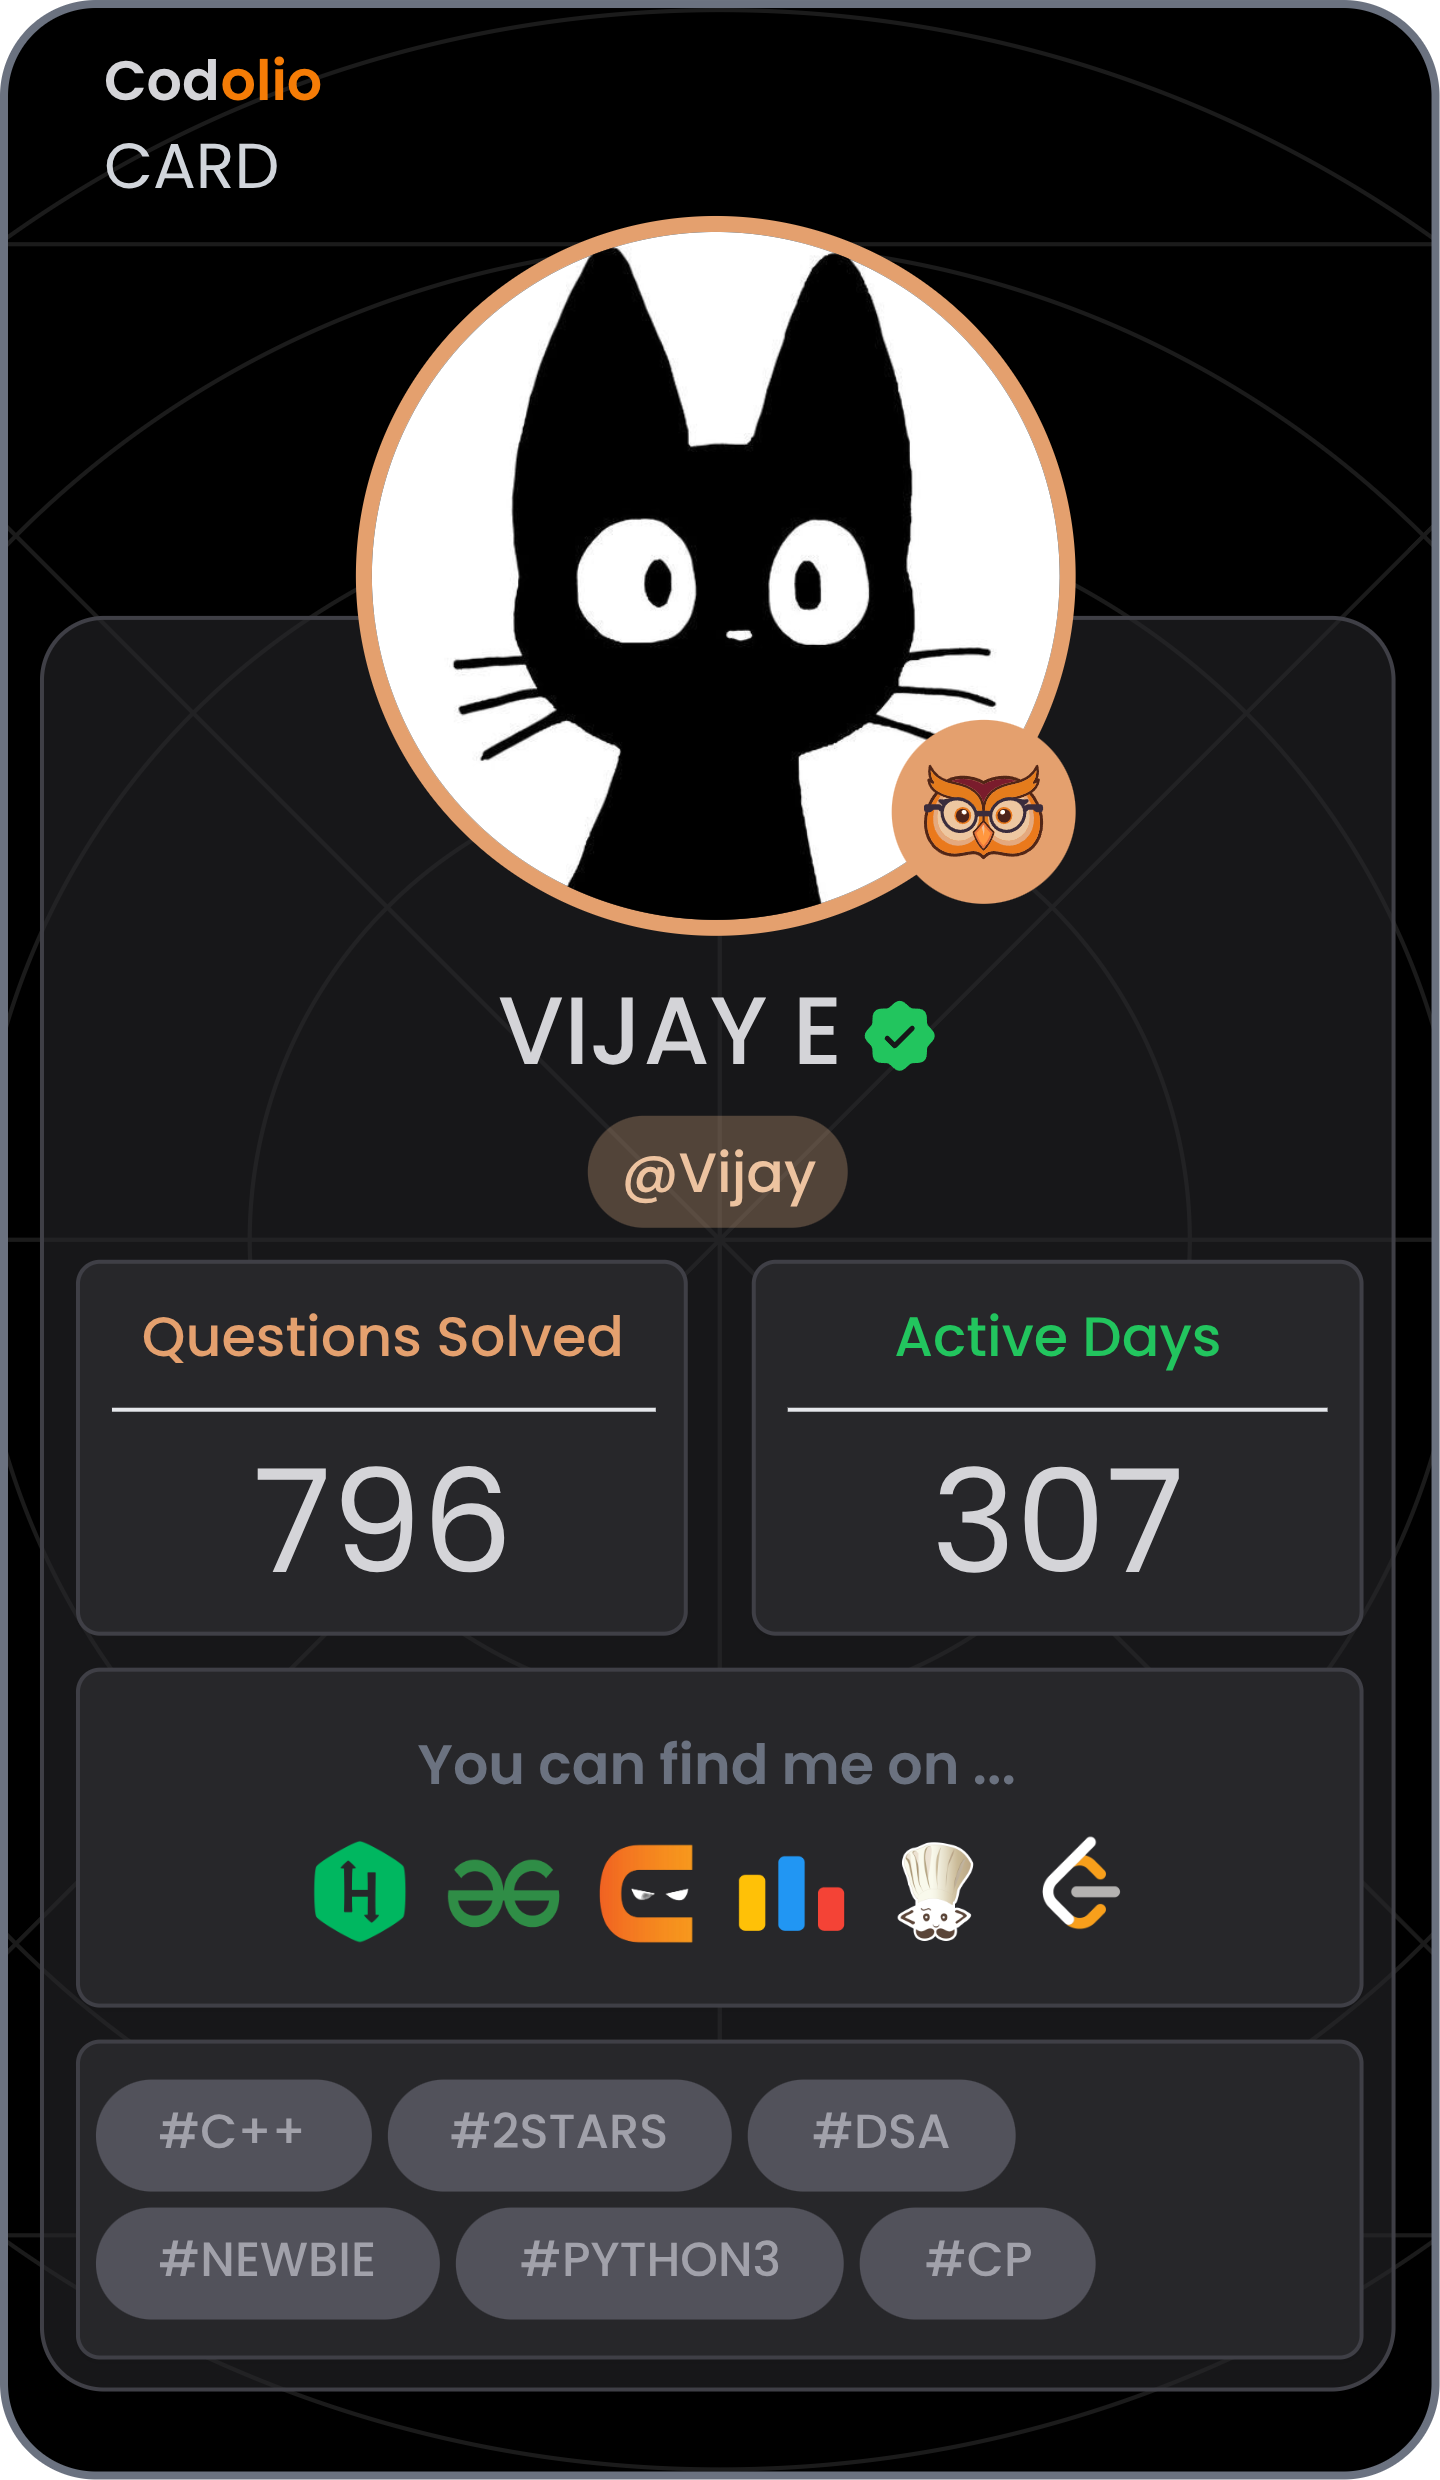 Codolio
CARD
VIJAY E
@Vijay
Questions Solved
Active Days
796
307
You can find me on ...
#C++
#2STARS
#DSA
#NEWBIE
#PYTHON3
#CP